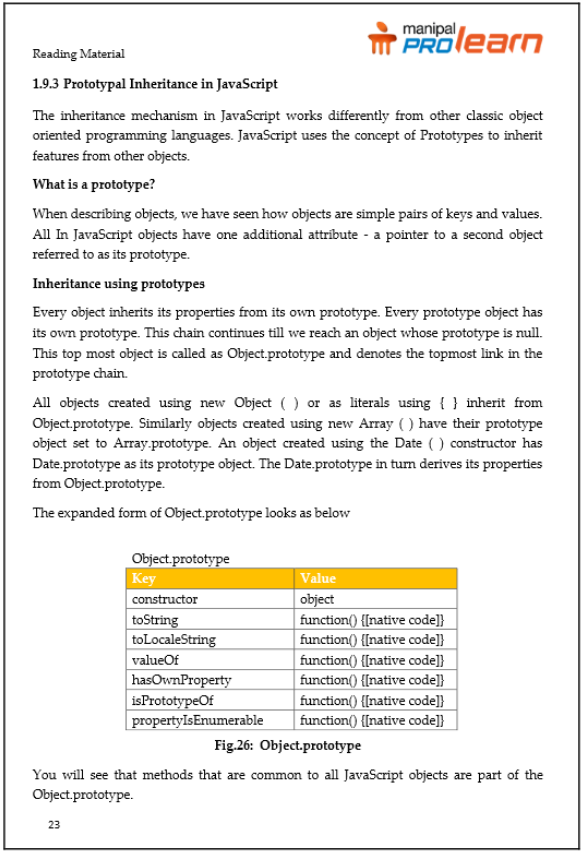 manipal
PROlearn
Reading Material
1.9.3 Prototypal Inheritance in JavaScript
The inheritance mechanism in JavaScript works differently from other classic object
oriented programming languages. JavaScript uses the concept of Prototypes to inherit
features from other objects.
What is a prototype?
When describing objects, we have seen how objects are simple pairs of keys and values.
All In JavaScript objects have one additional attribute - a pointer to a second object
referred to as its prototype.
Inheritance using prototypes
Every object inherits its properties from its own prototype. Every prototype object has
its own prototype. This chain continues till we reach an object whose prototype is null.
This top most object is called as Object.prototype and denotes the topmost link in the
prototype chain.
All objects created using new Object ( ) or as literals using { } inherit from
Object.prototype. Similarly objects created using new Array ( ) have their prototype
object set to Array.prototype. An object created using the Date ( ) constructor has
Date.prototype as its prototype object. The Date.prototype in turn derives its properties
from Object.prototype.
The expanded form of Object.prototype looks as below
Object.prototype
Key Value
constructor object
toString function() {[native code]}
toLocaleString function() {[native code]}
valueOf function() {[native code]}
hasOwnProperty function() {[native code]}
isPrototypeOf function() {[native code]}
propertyIsEnumerable function() {[native code]}
Fig.26: Object.prototype
You will see that methods that are common to all JavaScript objects are part of the
Object.prototype.
23